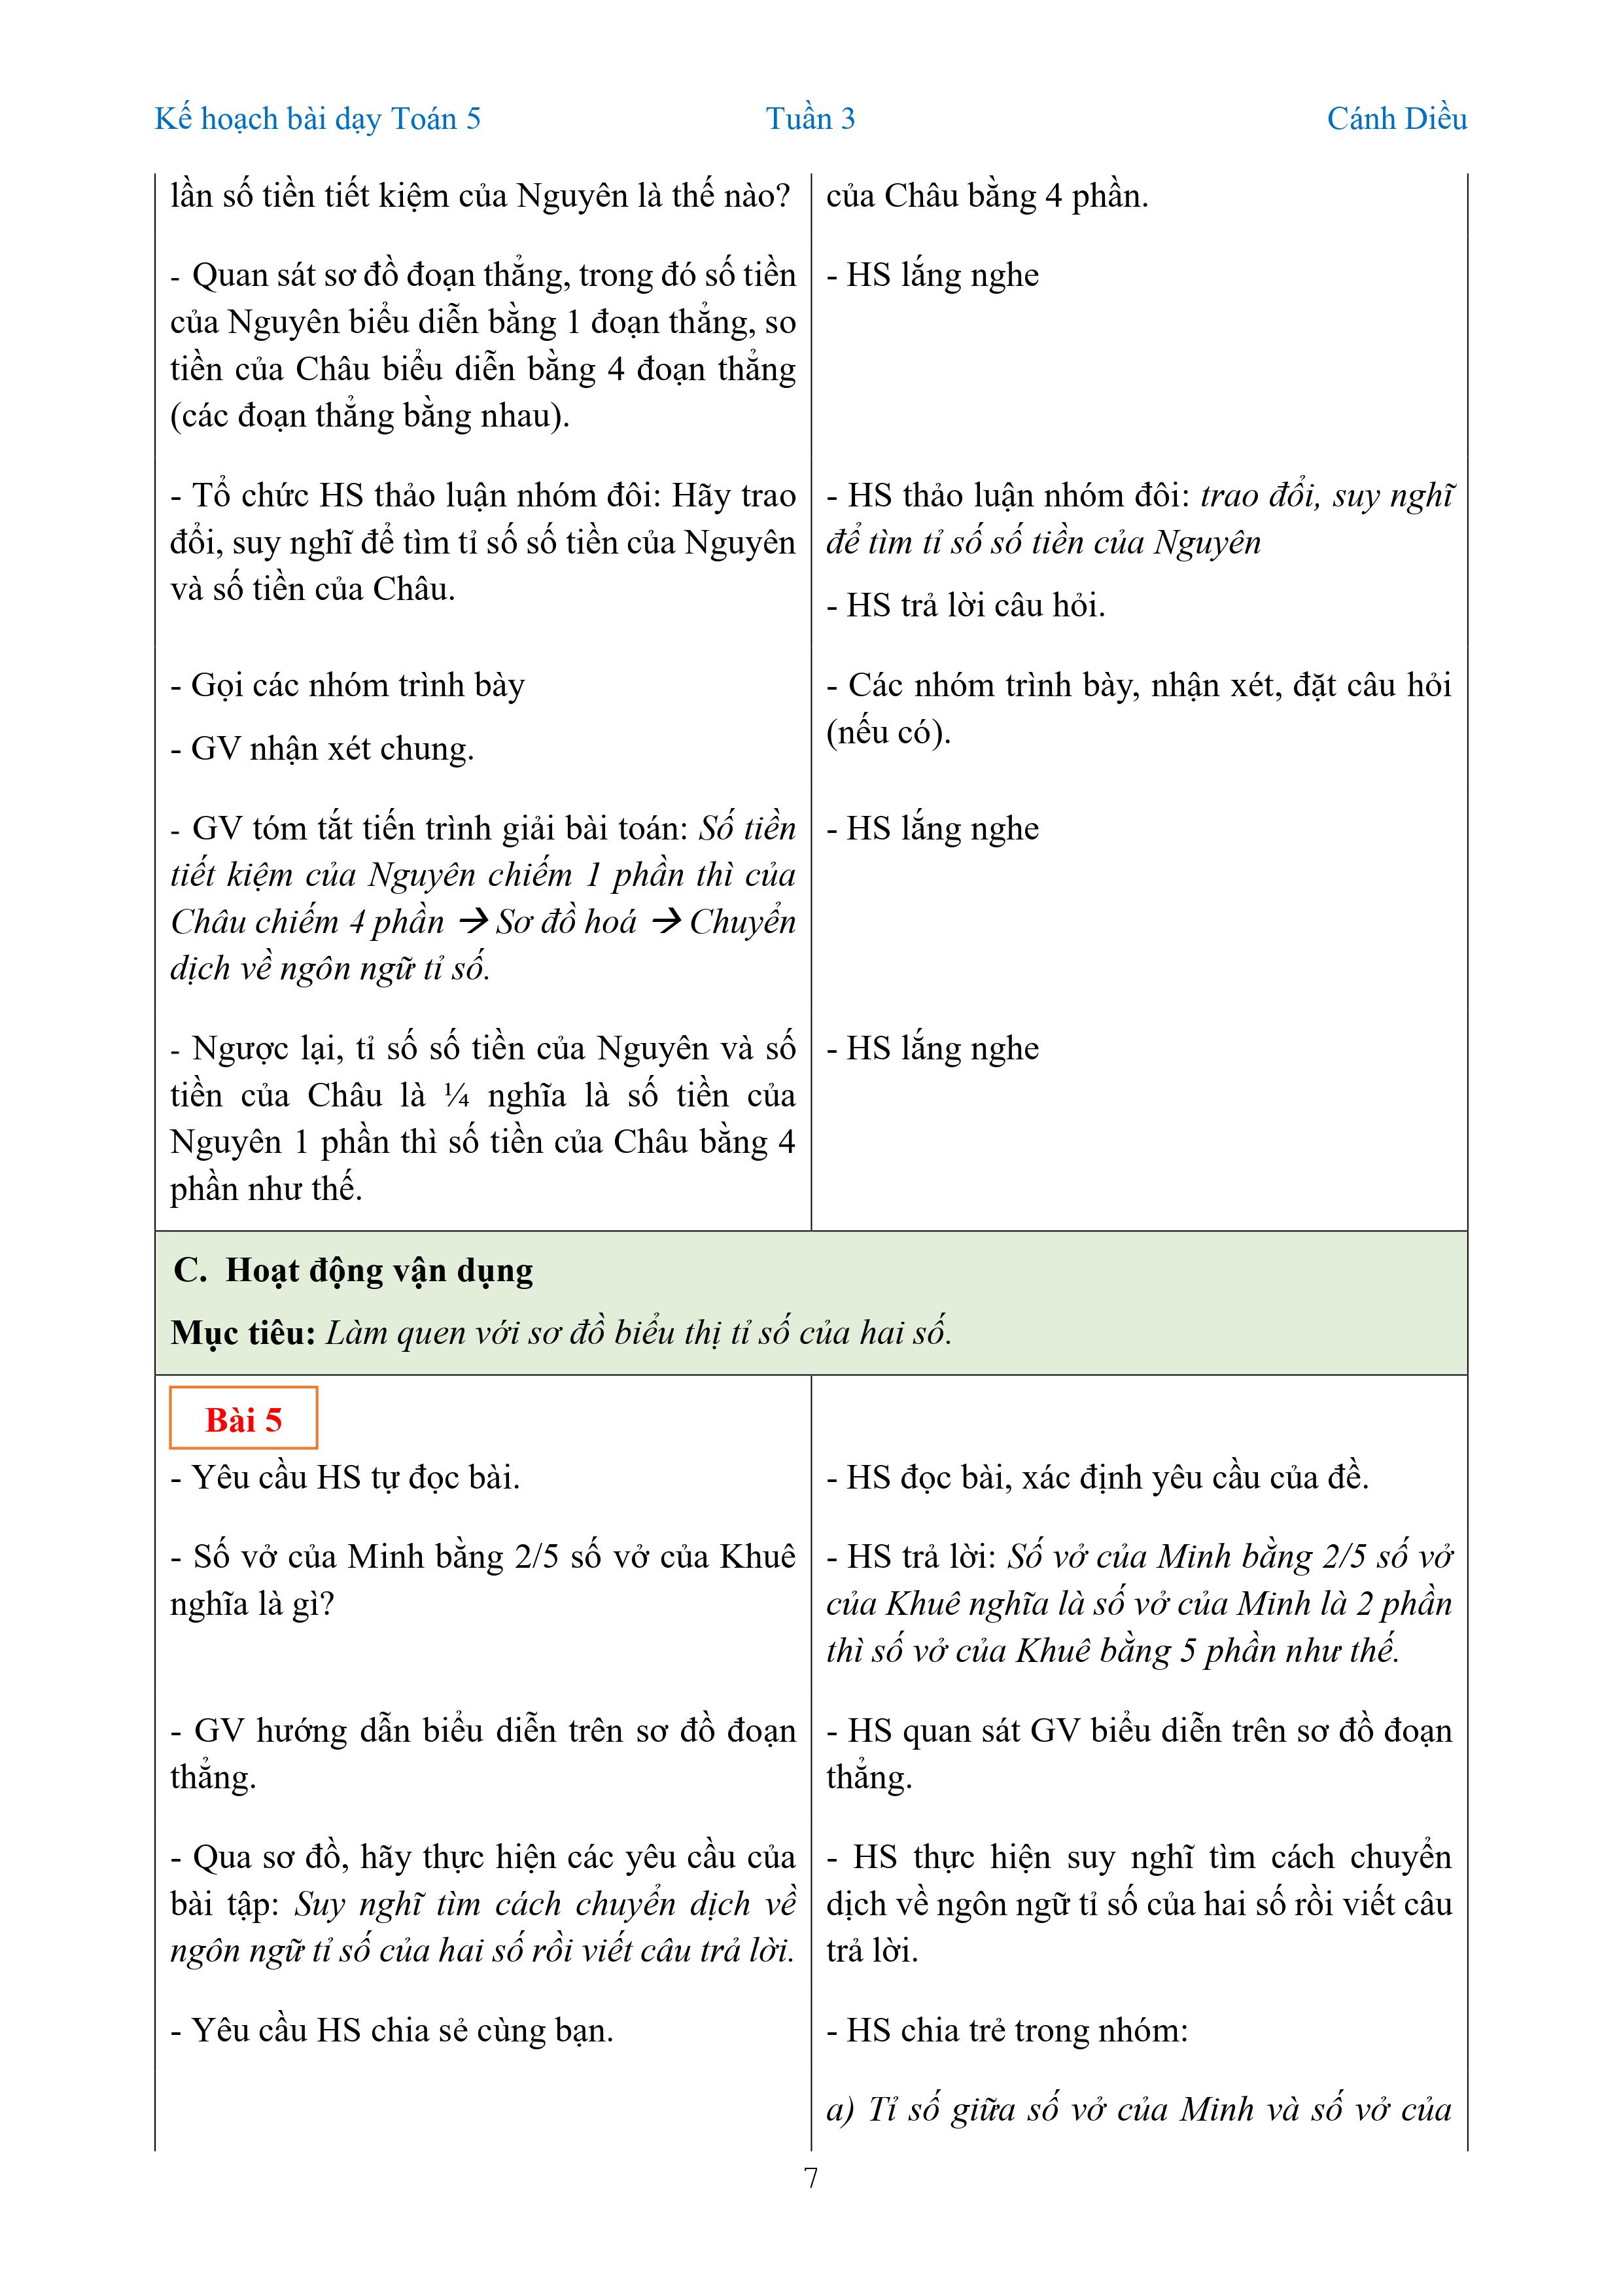 Kế hoạch bài dạy Toán 5 Tuần 3 Cánh Diều
lần số tiền tiết kiệm của Nguyên là thế nào?
của Châu bằng 4 phần.
- Quan sát sơ đồ đoạn thẳng, trong đó số tiền
của Nguyên biểu diễn bằng 1 đoạn thẳng, so
tiền của Châu biểu diễn bằng 4 đoạn thẳng
(các đoạn thẳng bằng nhau).
- HS lắng nghe
- Tổ chức HS thảo luận nhóm đôi: Hãy trao
đổi, suy nghĩ để tìm tỉ số số tiền của Nguyên
và số tiền của Châu.
- HS thảo luận nhóm đôi: trao đổi, suy nghĩ
để tìm tỉ số số tiền của Nguyên
- HS trả lời câu hỏi.
- Gọi các nhóm trình bày
- GV nhận xét chung.
- Các nhóm trình bày, nhận xét, đặt câu hỏi
(nếu có).
- GV tóm tắt tiến trình giải bài toán: Số tiền
tiết kiệm của Nguyên chiếm 1 phần thì của
Châu chiếm 4 phần → Sơ đồ hoá → Chuyển
dịch về ngôn ngữ tỉ số.
- HS lắng nghe
- Ngược lại, tỉ số số tiền của Nguyên và số
tiền của Châu là ¼ nghĩa là số tiền của
Nguyên 1 phần thì số tiền của Châu bằng 4
phần như thế.
- HS lắng nghe
C. Hoạt động vận dụng
Mục tiêu: Làm quen với sơ đồ biểu thị tỉ số của hai số.
Bài 5
- Yêu cầu HS tự đọc bài.
- HS đọc bài, xác định yêu cầu của đề.
- Số vở của Minh bằng 2/5 số vở của Khuê
nghĩa là gì?
- HS trả lời: Số vở của Minh bằng 2/5 số vở
của Khuê nghĩa là số vở của Minh là 2 phần
thì số vở của Khuê bằng 5 phần như thế.
- GV hướng dẫn biểu diễn trên sơ đồ đoạn
thẳng.
- HS quan sát GV biểu diễn trên sơ đồ đoạn
thẳng.
- Qua sơ đồ, hãy thực hiện các yêu cầu của
bài tập: Suy nghĩ tìm cách chuyển dịch về
ngôn ngữ tỉ số của hai số rồi viết câu trả lời.
- HS thực hiện suy nghĩ tìm cách chuyển
dịch về ngôn ngữ tỉ số của hai số rồi viết câu
trả lời.
- Yêu cầu HS chia sẻ cùng bạn.
- HS chia trẻ trong nhóm:
a) Tỉ số giữa số vở của Minh và số vở của
7